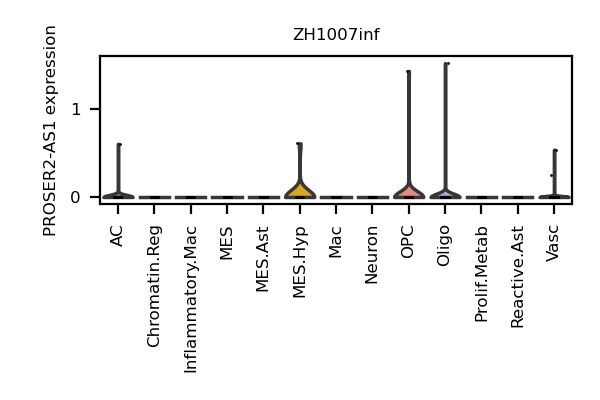 ZH1007inf
PROSER2-AS1 expression
1
0
AC
Chromatin.Reg
Inflammatory.Mac
MES
MES.Ast
MES.Hyp
Mac
Neuron
OPC
Oligo
Prolif.Metab
Reactive.Ast
Vasc